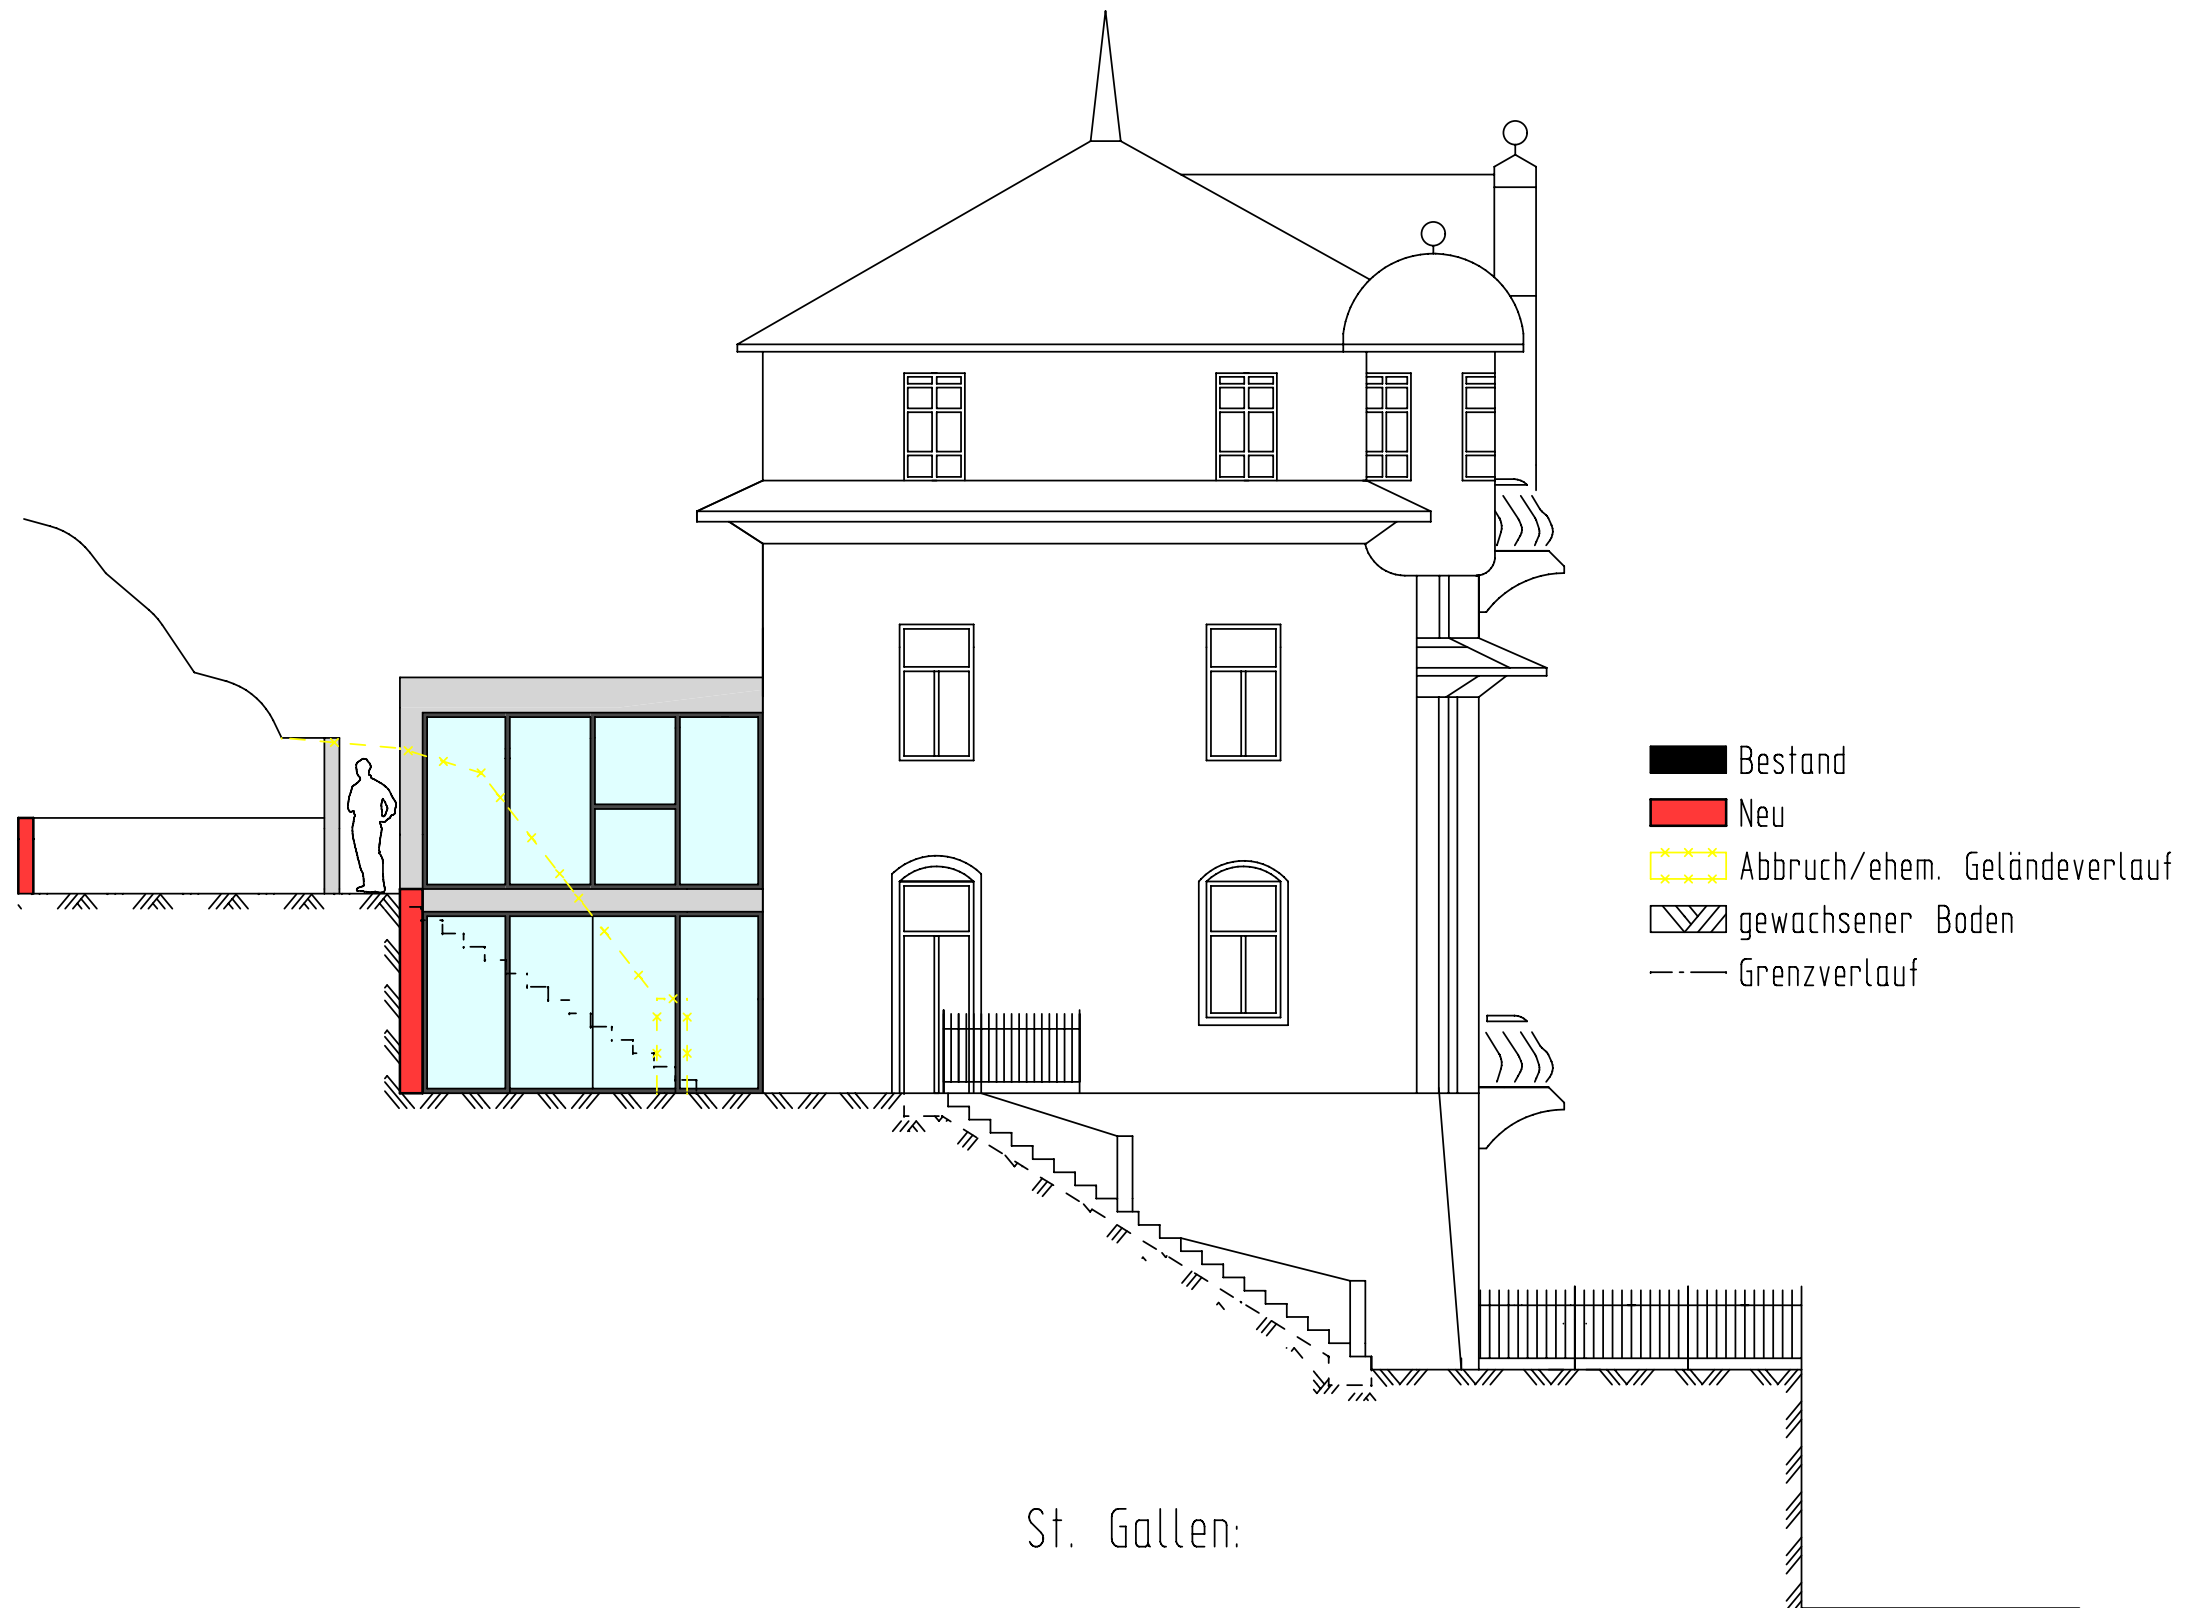 Bestand
Neu
Abbruch/ehem. Geländeverlauf
gewachsener Boden
Grenzverlauf
St. Gallen: